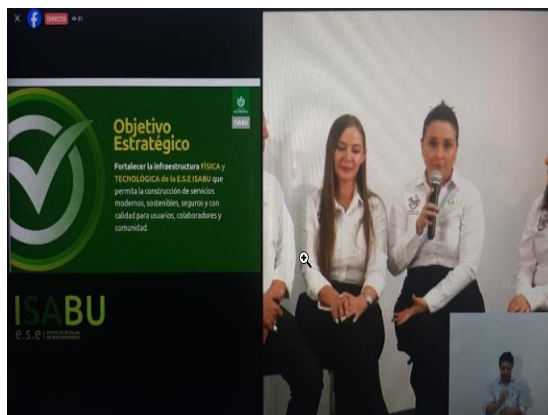 DIRECTO
Objetivo
Estratégico
Fortalecer la infraestructura FÍSICA y
TECNOLÓGICA de la E.S.E ISABU que
permita la construcción de servicios
modernos, sostenibles, seguros y con
calidad para usuarios, colaboradores y
comunidad.
ISABU
ISABU
e.s.e